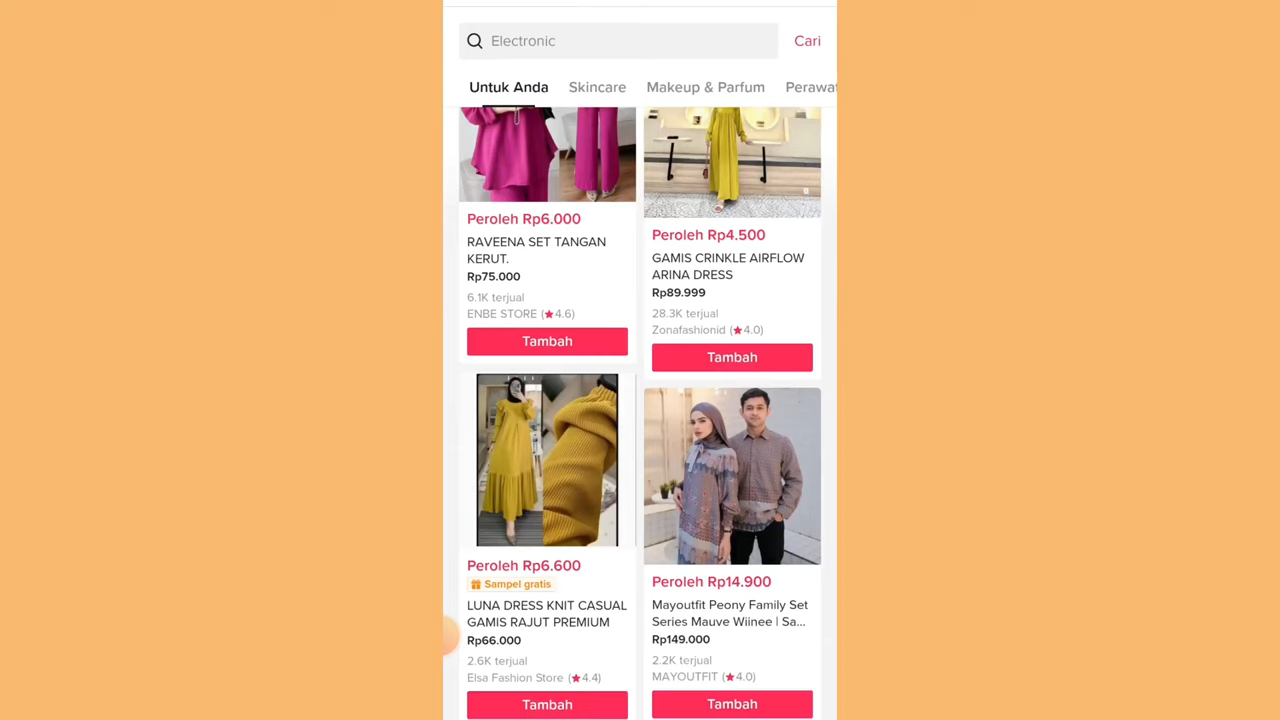 Electronic
Cari
Untuk Anda
Skincare
Makeup & Parfum
Perawat
Peroleh Rp6.000
RAVEENA SET TANGAN
KERUT.
Rp75.000
6.1K terjual
ENBE STORE (★4.6)
Tambah
Peroleh Rp4.500
GAMIS CRINKLE AIRFLOW
ARINA DRESS
Rp89.999
28.3K terjual
Zonafashionid (★4.0)
Tambah
Peroleh Rp6.600
Sampel gratis
LUNA DRESS KNIT CASUAL
GAMIS RAJUT PREMIUM
Rp66.000
2.6K terjual
Elsa Fashion Store (★4.4)
Tambah
Peroleh Rp14.900
Mayoutfit Peony Family Set
Series Mauve Wiinee | Sa...
Rp149.000
2.2K terjual
MAYOUTFIT (★4.0)
Tambah